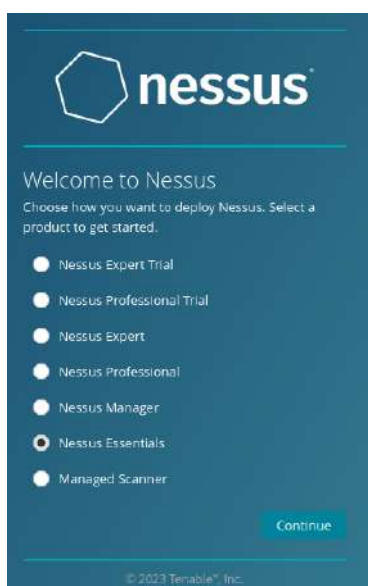 nessus
Welcome to Nessus
Choose how you want to deploy Nessus. Select a
product to get started.
Nessus Expert Trial
Nessus Professional Trial
Nessus Expert
Nessus Professional
Nessus Manager
Nessus Essentials
Managed Scanner
Continue
© 2023 Tenable™, Inc.